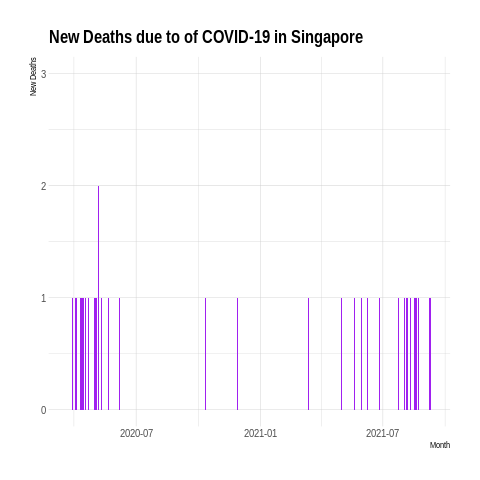 New Deaths due to of COVID-19 in Singapore
New Deaths
3
2
1
0
2020-07
2021-01
2021-07
Month